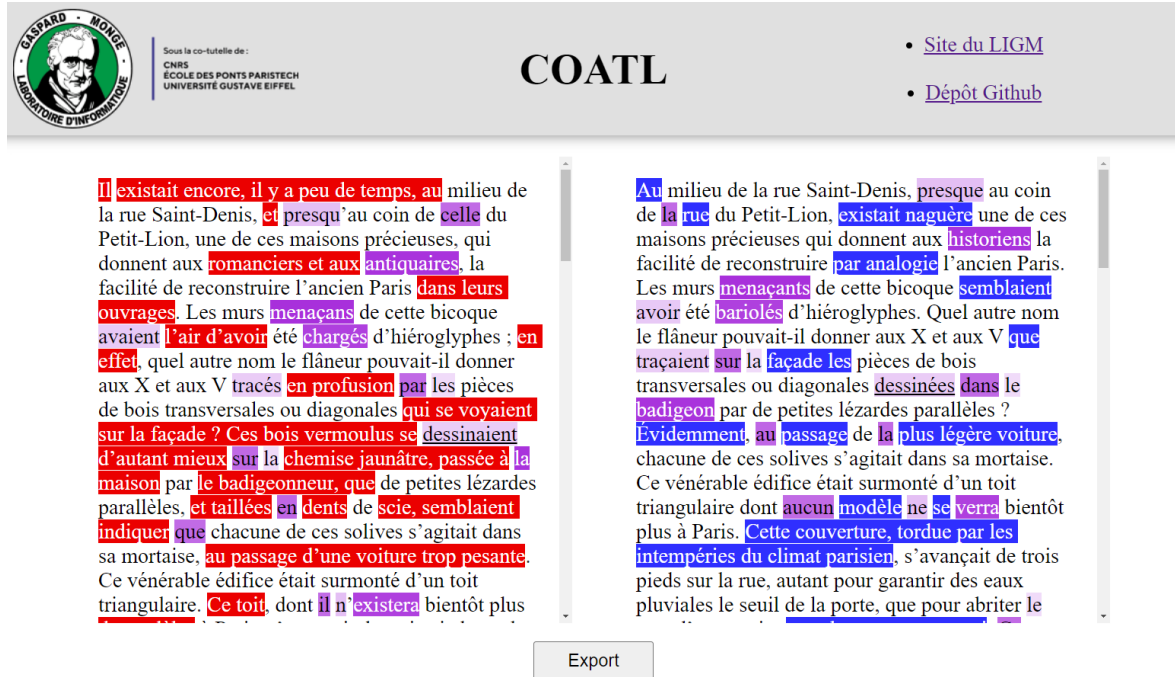 GASPARD - MONGE
LABORATOIRE D'INFORMATIQUE
Sous la co-tutelle de :
CNRS
ÉCOLE DES PONTS PARISTECH
UNIVERSITÉ GUSTAVE EIFFEL
COATL
Site du LIGM
Dépôt Github
Il existait encore, il y a peu de temps, au milieu de
la rue Saint-Denis, et presqu’au coin de celle du
Petit-Lion, une de ces maisons précieuses, qui
donnent aux romanciers et aux antiquaires, la
facilité de reconstruire l’ancien Paris dans leurs
ouvrages. Les murs menaçans de cette bicoque
avaient l’air d’avoir été chargés d’hiéroglyphes ; en
effet, quel autre nom le flâneur pouvait-il donner
aux X et aux V tracés en profusion par les pièces
de bois transversales ou diagonales qui se voyaient
sur la façade ? Ces bois vermoulus se dessinaient
d’autant mieux sur la chemise jaunâtre, passée à la
maison par le badigeonneur, que de petites lézardes
parallèles, et taillées en dents de scie, semblaient
indiquer que chacune de ces solives s’agitait dans
sa mortaise, au passage d’une voiture trop pesante.
Ce vénérable édifice était surmonté d’un toit
triangulaire. Ce toit, dont il n’existera bientôt plus
Au milieu de la rue Saint-Denis, presque au coin
de la rue du Petit-Lion, existait naguère une de ces
maisons précieuses qui donnent aux historiens la
facilité de reconstruire par analogie l’ancien Paris.
Les murs menaçants de cette bicoque semblaient
avoir été bariolés d’hiéroglyphes. Quel autre nom
le flâneur pouvait-il donner aux X et aux V que
traçaient sur la façade les pièces de bois
transversales ou diagonales dessinées dans le
badigeon par de petites lézardes parallèles ?
Évidemment, au passage de la plus légère voiture,
chacune de ces solives s’agitait dans sa mortaise.
Ce vénérable édifice était surmonté d’un toit
triangulaire dont aucun modèle ne se verra bientôt
plus à Paris. Cette couverture, tordue par les
intempéries du climat parisien, s’avançait de trois
pieds sur la rue, autant pour garantir des eaux
pluviales le seuil de la porte, que pour abriter le
Export